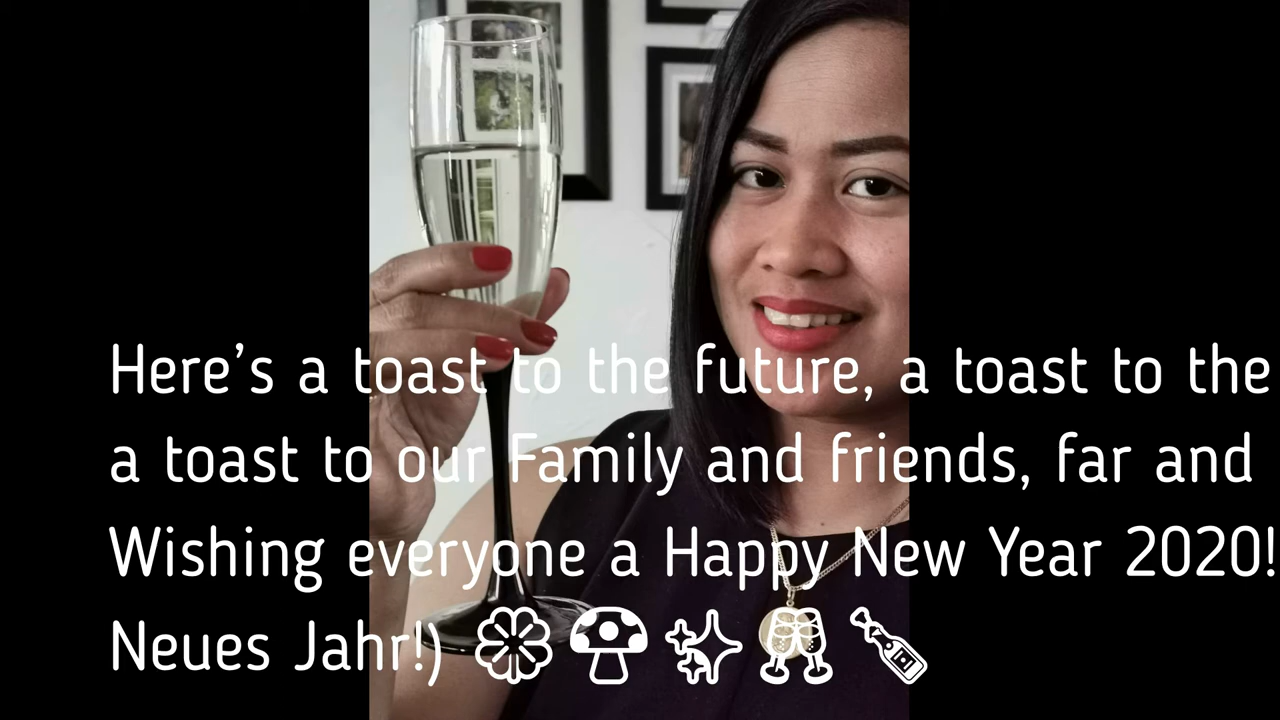 Here’s a toast to the future, a toast to the
a toast to our Family and friends, far and
Wishing everyone a Happy New Year 2020!
Neues Jahr!)